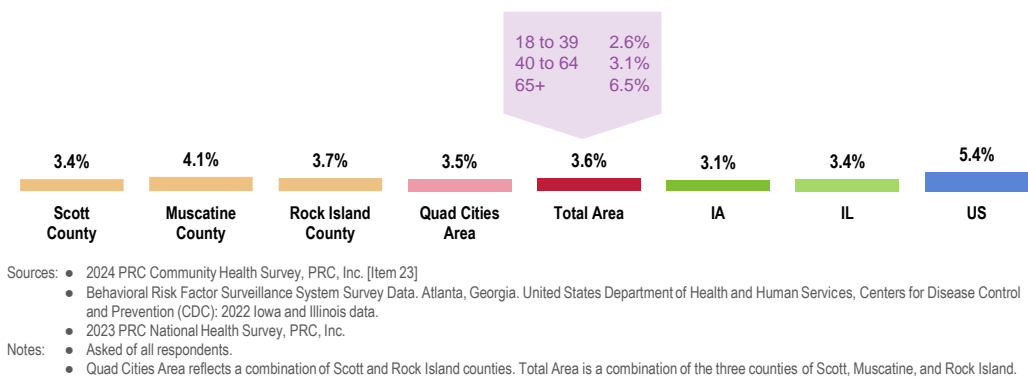 18 to 39 2.6%
40 to 64 3.1%
65+ 6.5%
3.4% 4.1% 3.7% 3.5% 3.6% 3.1% 3.4% 5.4%
Scott Muscatine Rock Island Quad Cities Total Area IA IL US
County County County Area
Sources: ● 2024 PRC Community Health Survey, PRC, Inc. [Item 23]
● Behavioral Risk Factor Surveillance System Survey Data. Atlanta, Georgia. United States Department of Health and Human Services, Centers for Disease Control
and Prevention (CDC): 2022 Iowa and Illinois data.
● 2023 PRC National Health Survey, PRC, Inc.
Notes: ● Asked of all respondents.
● Quad Cities Area reflects a combination of Scott and Rock Island counties. Total Area is a combination of the three counties of Scott, Muscatine, and Rock Island.